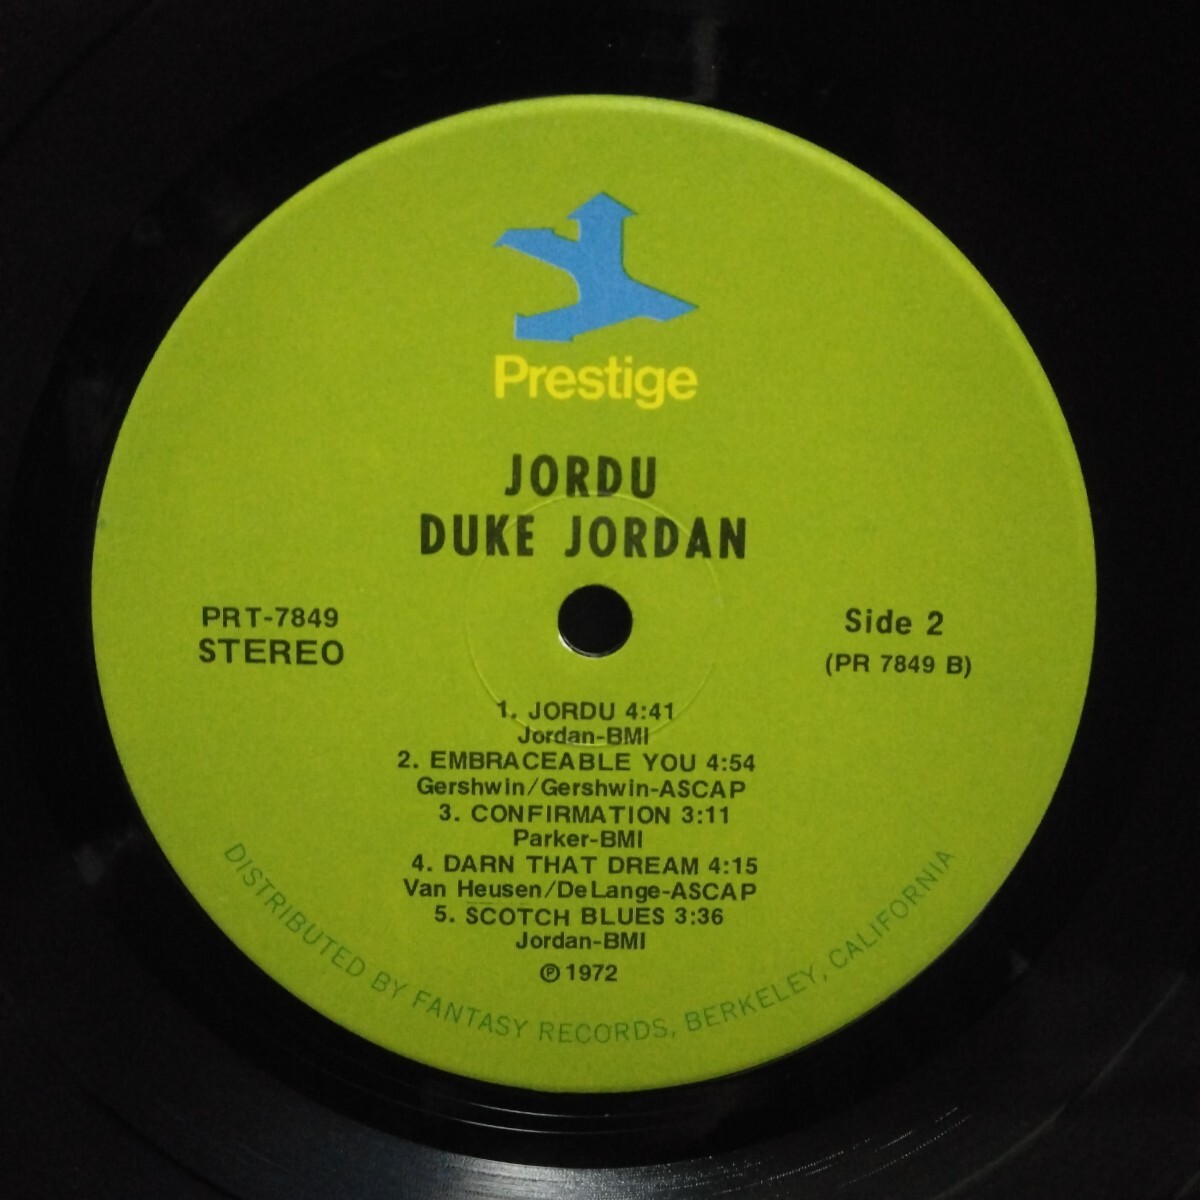 Prestige
JORDU
DUKE JORDAN
PRT-7849
STEREO
Side 2
(PR 7849 B)
1. JORDU 4:41
Jordan-BMI
2. EMBRACEABLE YOU 4:54
Gershwin/Gershwin-ASCAP
3. CONFIRMATION 3:11
Parker-BMI
4. DARN THAT DREAM 4:15
Van Heusen/DeLange-ASCAP
5. SCOTCH BLUES 3:36
Jordan-BMI
℗ 1972
DISTRIBUTED BY FANTASY RECORDS, BERKELEY, CALIFORNIA